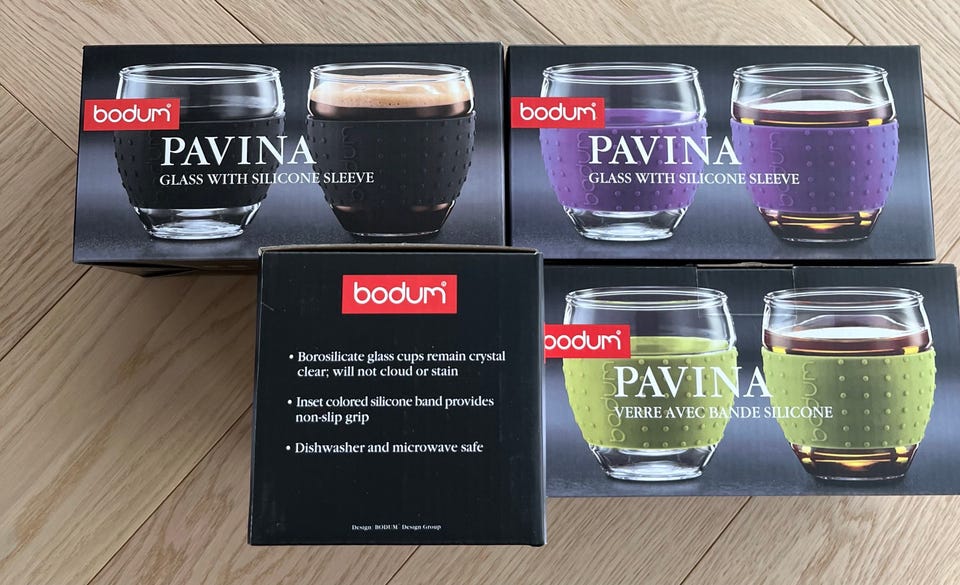 bodum®
PAVINA
GLASS WITH SILICONE SLEEVE
bodum®
PAVINA
GLASS WITH SILICONE SLEEVE
bodum®
• Borosilicate glass cups remain crystal
clear; will not cloud or stain
• Inset colored silicone band provides
non-slip grip
• Dishwasher and microwave safe
Design: BODUM® Design Group
bodum®
PAVINA
VERRE AVEC BANDE SILICONE
bodum
bodum